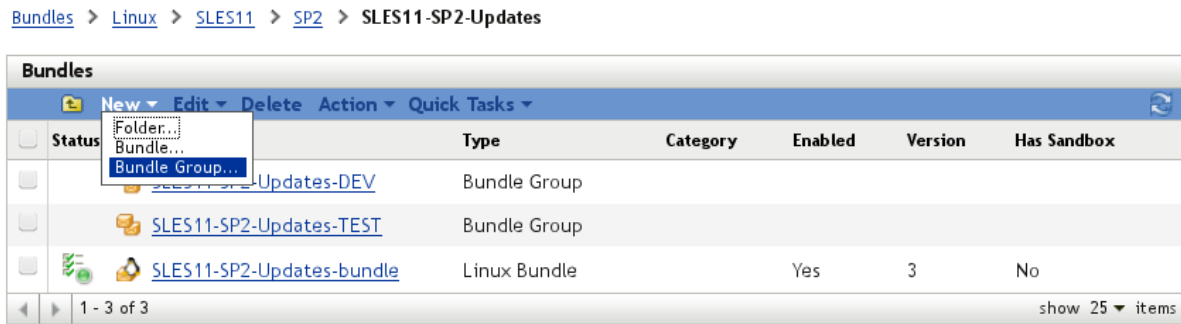 Bundles > Linux > SLES11 > SP2 > SLES11-SP2-Updates
Bundles
New Edit Delete Action Quick Tasks
Folder...
Bundle...
Bundle Group...
Status Type Category Enabled Version Has Sandbox
SLES11-SP2-Updates-DEV Bundle Group
SLES11-SP2-Updates-TEST Bundle Group
SLES11-SP2-Updates-bundle Linux Bundle Yes 3 No
1 - 3 of 3 show 25 items